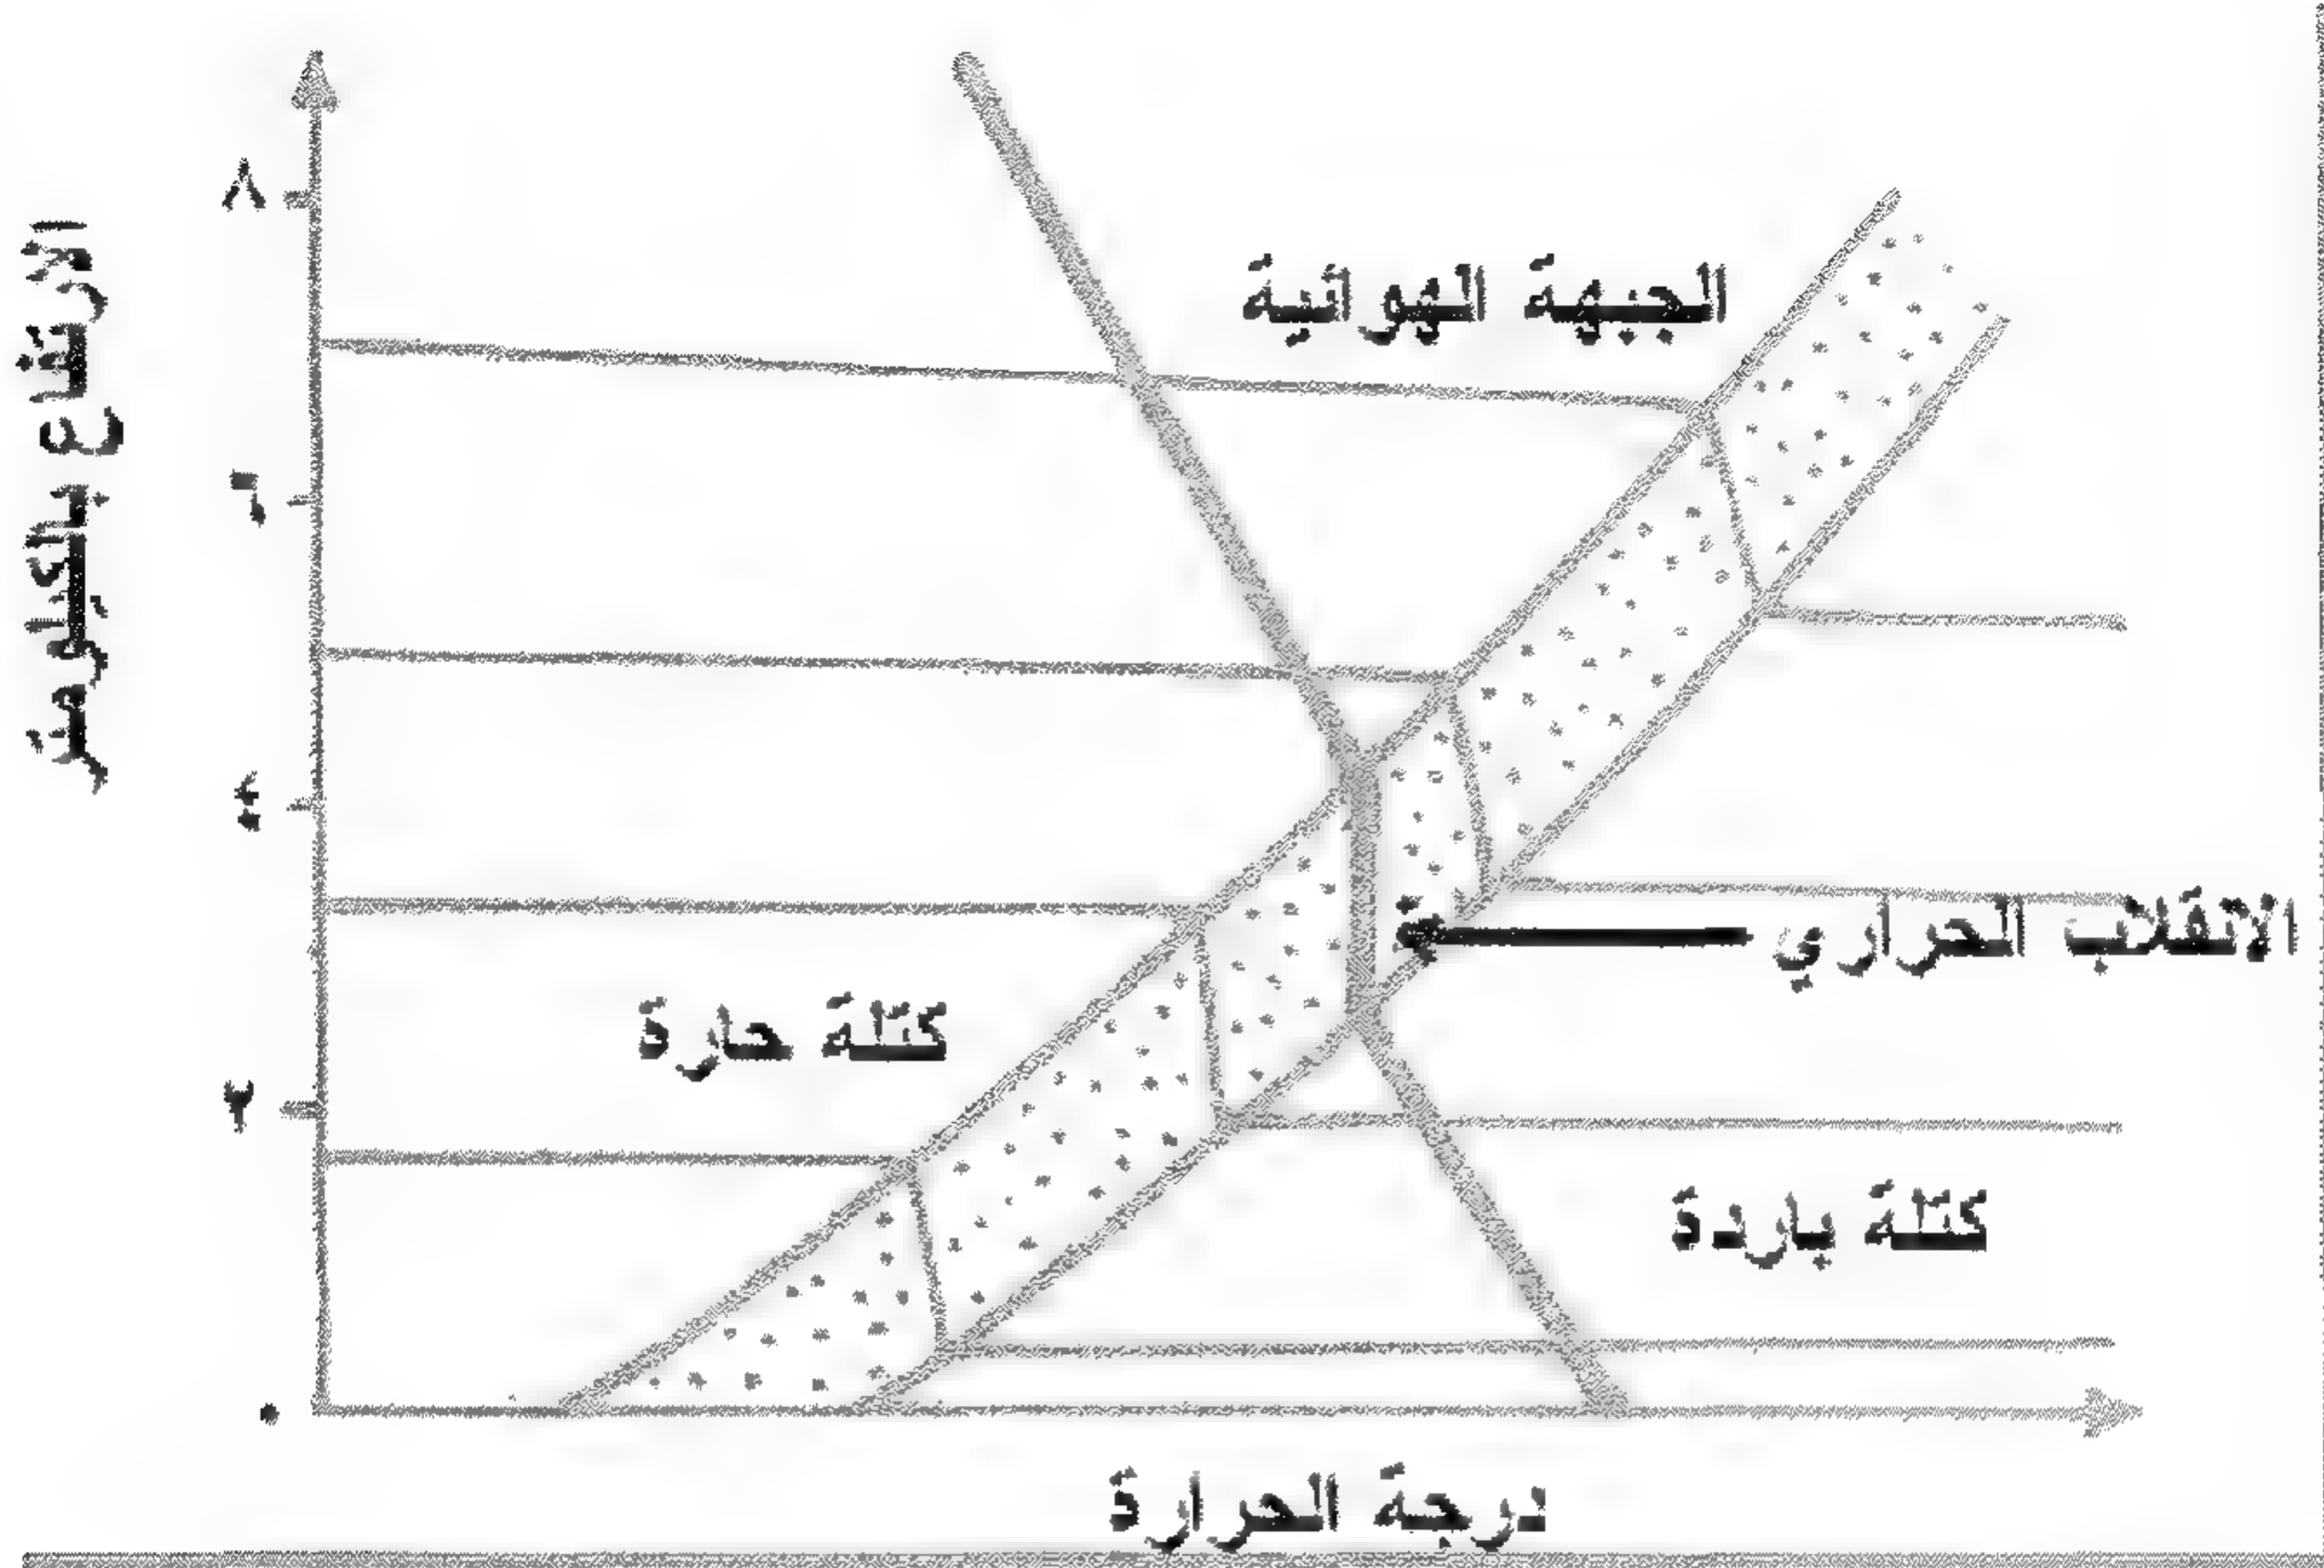 الارتفاع بالكيلومتر
٨
٦
٤
٢
٠
الجبهة الهوائية
الانقلاب الحراري
كتلة حارة
كتلة باردة
درجة الحرارة